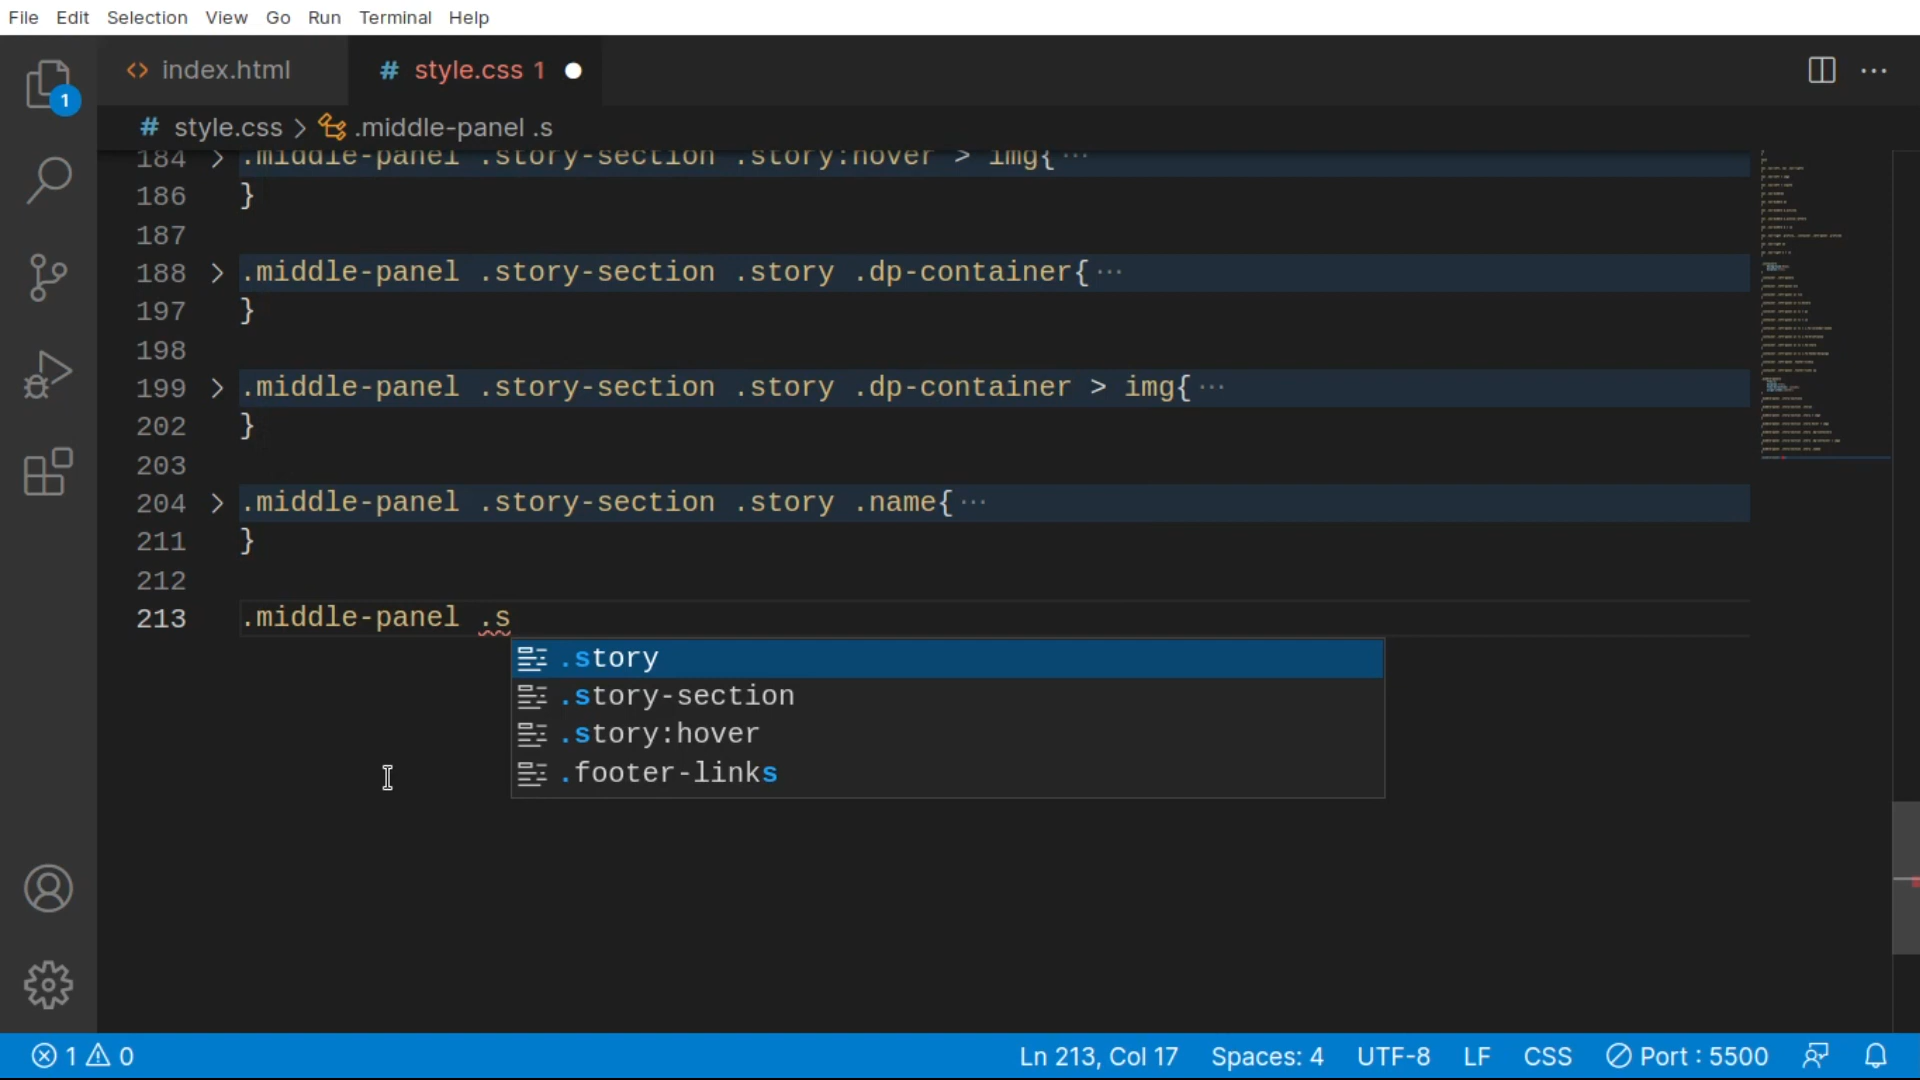 File Edit Selection View Go Run Terminal Help
1
index.html
# style.css 1
# style.css > .middle-panel .s
184 > .middle-panel .story-section .story:hover > img{···
186 }
187
188 > .middle-panel .story-section .story .dp-container{···
197 }
198
199 > .middle-panel .story-section .story .dp-container > img{···
202 }
203
204 > .middle-panel .story-section .story .name{···
211 }
212
213 .middle-panel .s
.story
.story-section
.story:hover
.footer-links
1 0 Ln 213, Col 17 Spaces: 4 UTF-8 LF CSS Port : 5500